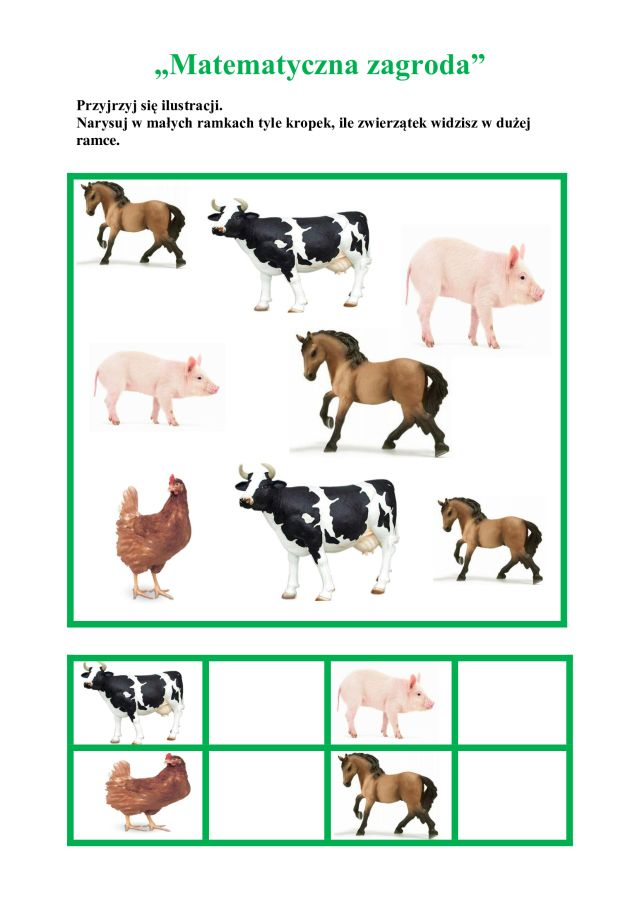 „Matematyczna zagroda”
Przyjrzyj się ilustracji.
Narysuj w małych ramkach tyle kropek, ile zwierzątek widzisz w dużej
ramce.